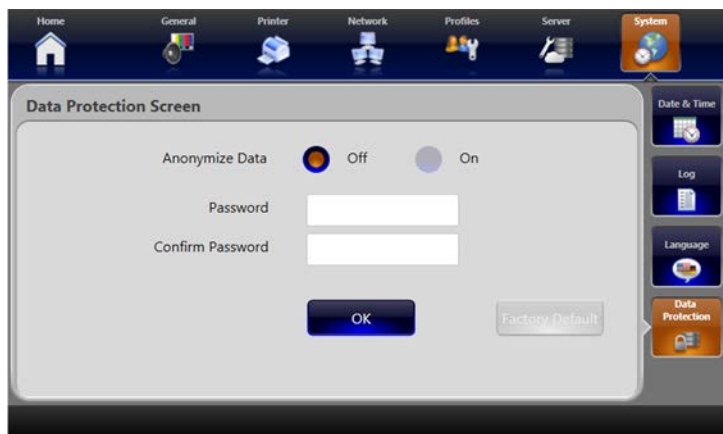 Home General Printer Network Profiles Server System
Data Protection Screen
Date & Time
Anonymize Data Off On
Log
Password
Confirm Password
Language
OK
Factory Default
Data
Protection